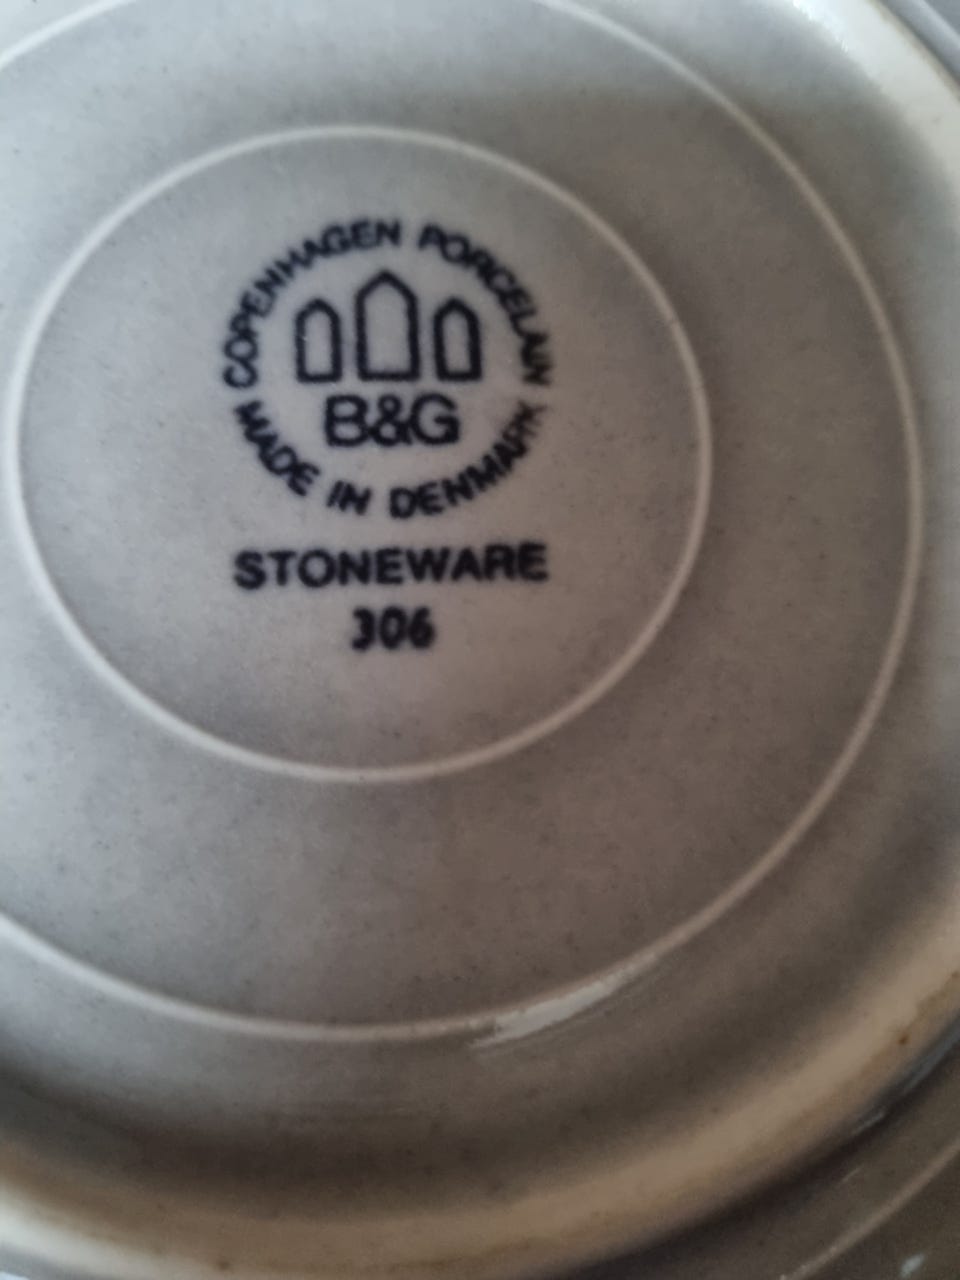 COPENHAGEN PORCELAIN
B&G
MADE IN DENMARK
STONEWARE
306